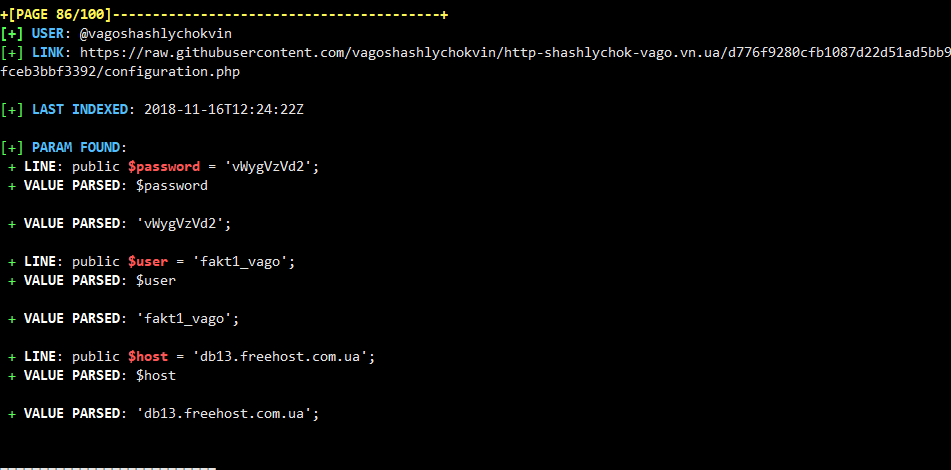 +[PAGE 86/100]-----------------------------------------+
[+] USER: @vagoshashlychokvin
[+] LINK: https://raw.githubusercontent.com/vagoshashlychokvin/http-shashlychok-vago.vn.ua/d776f9280cfb1087d22d51ad5bb9
fceb3bbf3392/configuration.php
[+] LAST INDEXED: 2018-11-16T12:24:22Z
[+] PARAM FOUND:
+ LINE: public $password = 'vWygVzVd2';
+ VALUE PARSED: $password
+ VALUE PARSED: 'vWygVzVd2';
+ LINE: public $user = 'fakt1_vago';
+ VALUE PARSED: $user
+ VALUE PARSED: 'fakt1_vago';
+ LINE: public $host = 'db13.freehost.com.ua';
+ VALUE PARSED: $host
+ VALUE PARSED: 'db13.freehost.com.ua';